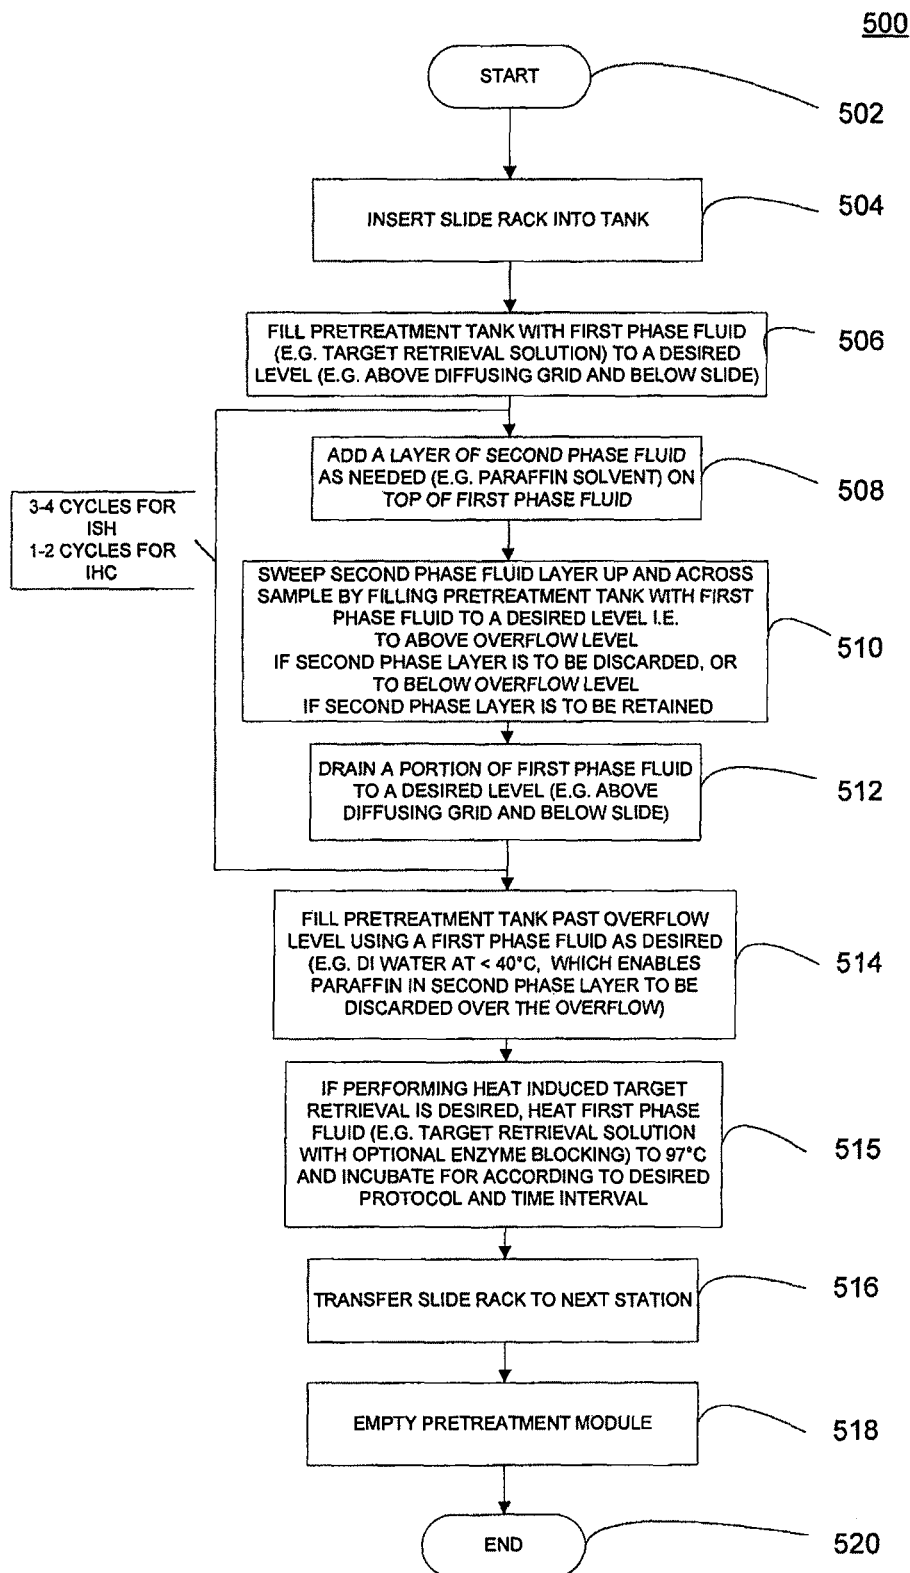 500
START
502
INSERT SLIDE RACK INTO TANK
504
FILL PRETREATMENT TANK WITH FIRST PHASE FLUID
(E.G. TARGET RETRIEVAL SOLUTION) TO A DESIRED
LEVEL (E.G. ABOVE DIFFUSING GRID AND BELOW SLIDE)
506
ADD A LAYER OF SECOND PHASE FLUID
AS NEEDED (E.G. PARAFFIN SOLVENT) ON
TOP OF FIRST PHASE FLUID
508
3-4 CYCLES FOR
ISH
1-2 CYCLES FOR
IHC
SWEEP SECOND PHASE FLUID LAYER UP AND ACROSS
SAMPLE BY FILLING PRETREATMENT TANK WITH FIRST
PHASE FLUID TO A DESIRED LEVEL I.E.
TO ABOVE OVERFLOW LEVEL
IF SECOND PHASE LAYER IS TO BE DISCARDED, OR
TO BELOW OVERFLOW LEVEL
IF SECOND PHASE LAYER IS TO BE RETAINED
510
DRAIN A PORTION OF FIRST PHASE FLUID
TO A DESIRED LEVEL (E.G. ABOVE
DIFFUSING GRID AND BELOW SLIDE)
512
FILL PRETREATMENT TANK PAST OVERFLOW
LEVEL USING A FIRST PHASE FLUID AS DESIRED
(E.G. DI WATER AT < 40°C, WHICH ENABLES
PARAFFIN IN SECOND PHASE LAYER TO BE
DISCARDED OVER THE OVERFLOW)
514
IF PERFORMING HEAT INDUCED TARGET
RETRIEVAL IS DESIRED, HEAT FIRST PHASE
FLUID (E.G. TARGET RETRIEVAL SOLUTION
WITH OPTIONAL ENZYME BLOCKING) TO 97°C
AND INCUBATE FOR ACCORDING TO DESIRED
PROTOCOL AND TIME INTERVAL
515
TRANSFER SLIDE RACK TO NEXT STATION
516
EMPTY PRETREATMENT MODULE
518
END
520